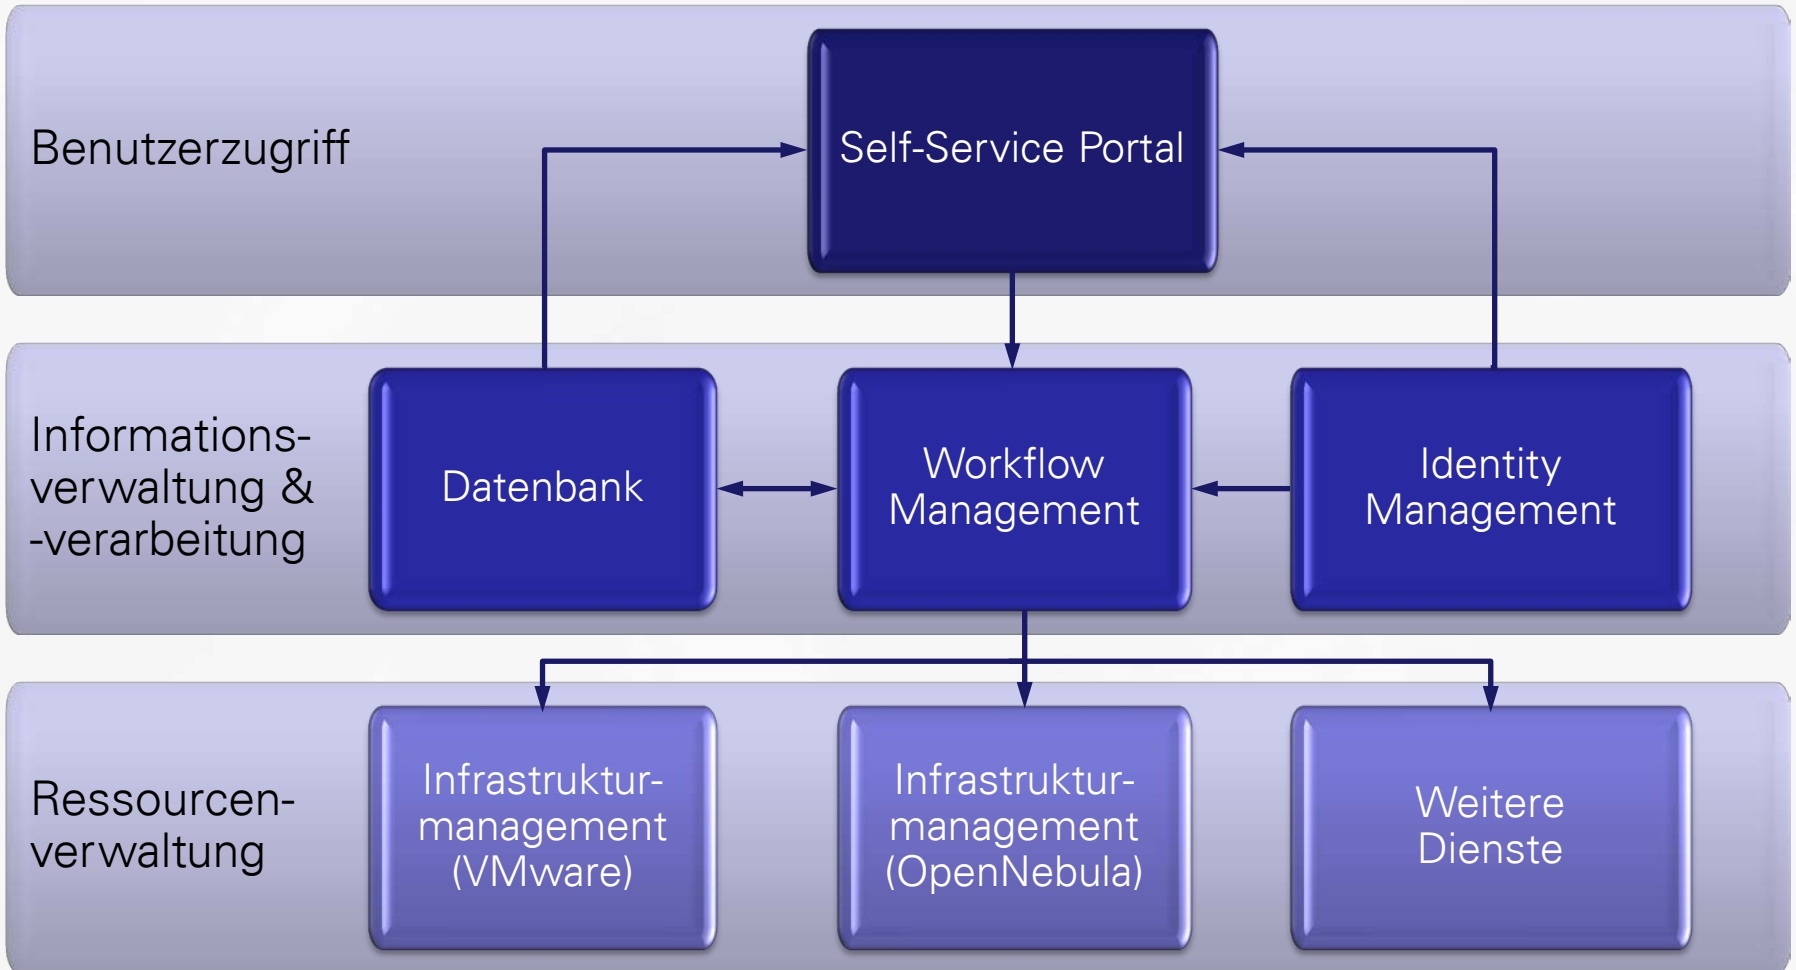 Benutzerzugriff
Self-Service Portal
Informations-
verwaltung &
-verarbeitung
Datenbank
Workflow
Management
Identity
Management
Ressourcen-
verwaltung
Infrastruktur-
management
(VMware)
Infrastruktur-
management
(OpenNebula)
Weitere
Dienste